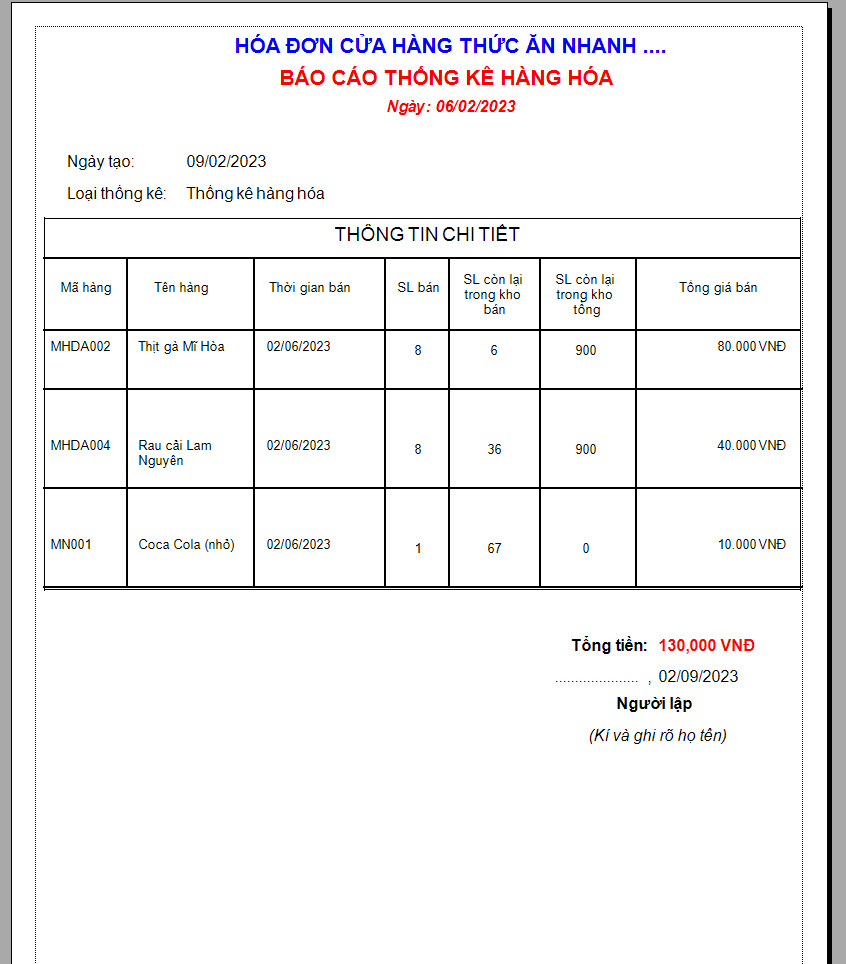 HÓA ĐƠN CỬA HÀNG THỨC ĂN NHANH ....
BÁO CÁO THỐNG KÊ HÀNG HÓA
Ngày: 06/02/2023
Ngày tạo: 09/02/2023
Loại thống kê: Thống kê hàng hóa
THÔNG TIN CHI TIẾT
Mã hàng Tên hàng Thời gian bán SL bán SL còn lại trong kho bán SL còn lại trong kho tổng Tổng giá bán
MHDA002 Thịt gà Mĩ Hòa 02/06/2023 8 6 900 80.000 VNĐ
MHDA004 Rau cải Lam Nguyên 02/06/2023 8 36 900 40.000 VNĐ
MN001 Coca Cola (nhỏ) 02/06/2023 1 67 0 10.000 VNĐ
Tổng tiền: 130,000 VNĐ
..................... , 02/09/2023
Người lập
(Kí và ghi rõ họ tên)